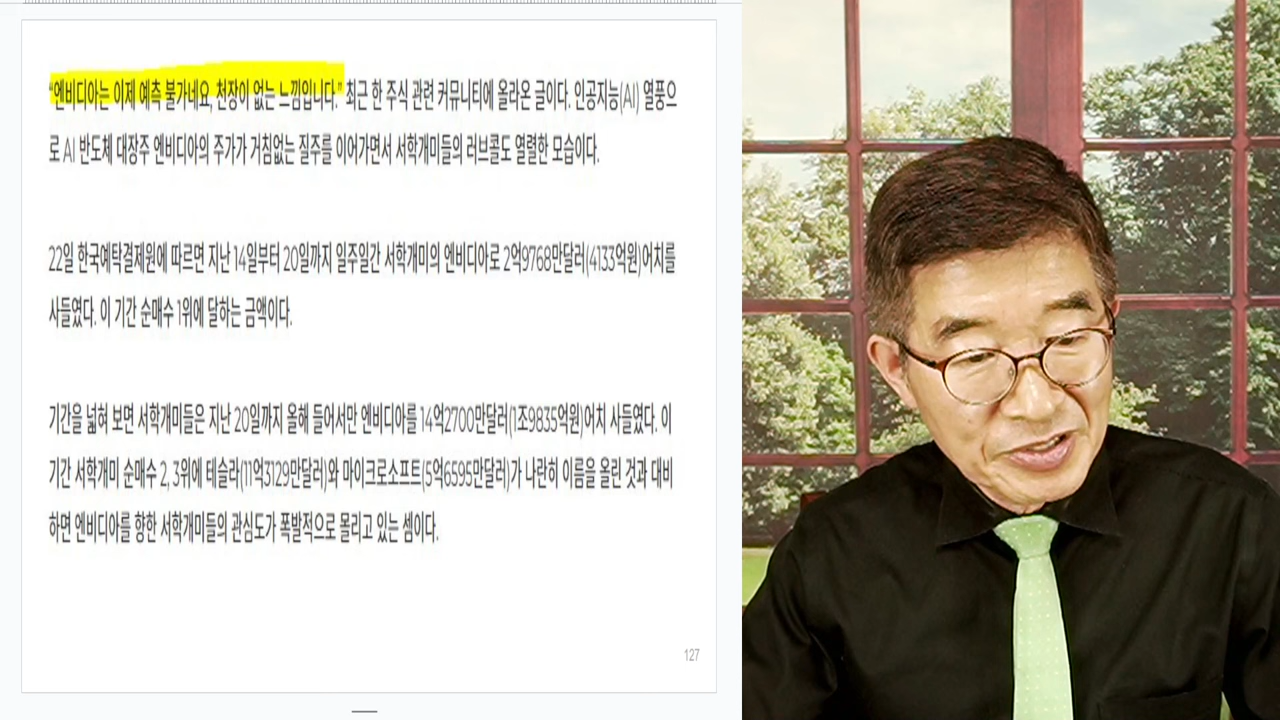 “엔비디아는 이제 예측 불가네요, 천장이 없는 느낌입니다.” 최근 한 주식 관련 커뮤니티에 올라온 글이다. 인공지능(AI) 열풍으
로 AI 반도체 대장주 엔비디아의 주가가 거침없는 질주를 이어가면서 서학개미들의 러브콜도 열렬한 모습이다.
22일 한국예탁결제원에 따르면 지난 14일부터 20일까지 일주일간 서학개미의 엔비디아로 2억9768만달러(4133억원)어치를
사들였다. 이 기간 순매수 1위에 달하는 금액이다.
기간을 넓혀 보면 서학개미들은 지난 20일까지 올해 들어서만 엔비디아를 14억2700만달러(1조9835억원)어치 사들였다. 이
기간 서학개미 순매수 2, 3위에 테슬라(11억3129만달러)와 마이크로소프트(5억6595만달러)가 나란히 이름을 올린 것과 대비
하면 엔비디아를 향한 서학개미들의 관심도가 폭발적으로 몰리고 있는 셈이다.
127